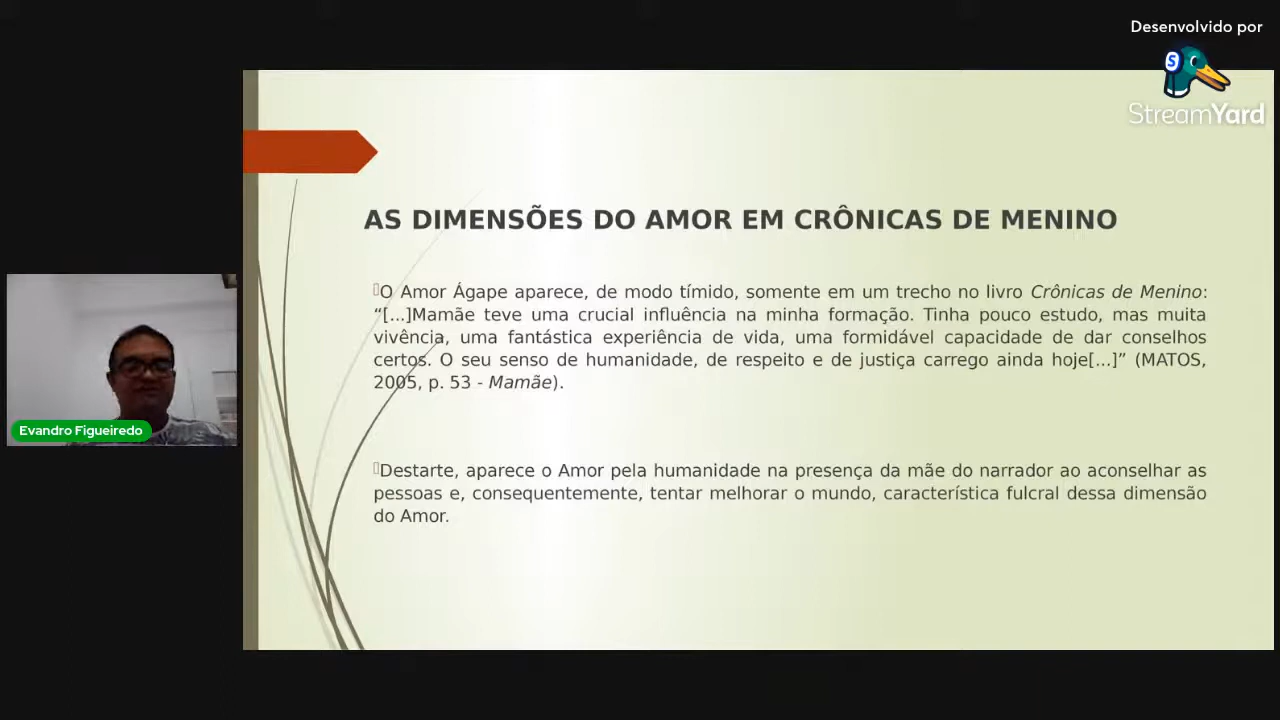 Desenvolvido por
StreamYard
AS DIMENSÕES DO AMOR EM CRÔNICAS DE MENINO
O Amor Ágape aparece, de modo tímido, somente em um trecho no livro Crônicas de Menino:
“[...]Mamãe teve uma crucial influência na minha formação. Tinha pouco estudo, mas muita
vivência, uma fantástica experiência de vida, uma formidável capacidade de dar conselhos
certos. O seu senso de humanidade, de respeito e de justiça carrego ainda hoje[...]” (MATOS,
2005, p. 53 - Mamãe).
Destarte, aparece o Amor pela humanidade na presença da mãe do narrador ao aconselhar as
pessoas e, consequentemente, tentar melhorar o mundo, característica fulcral dessa dimensão
do Amor.
Evandro Figueiredo